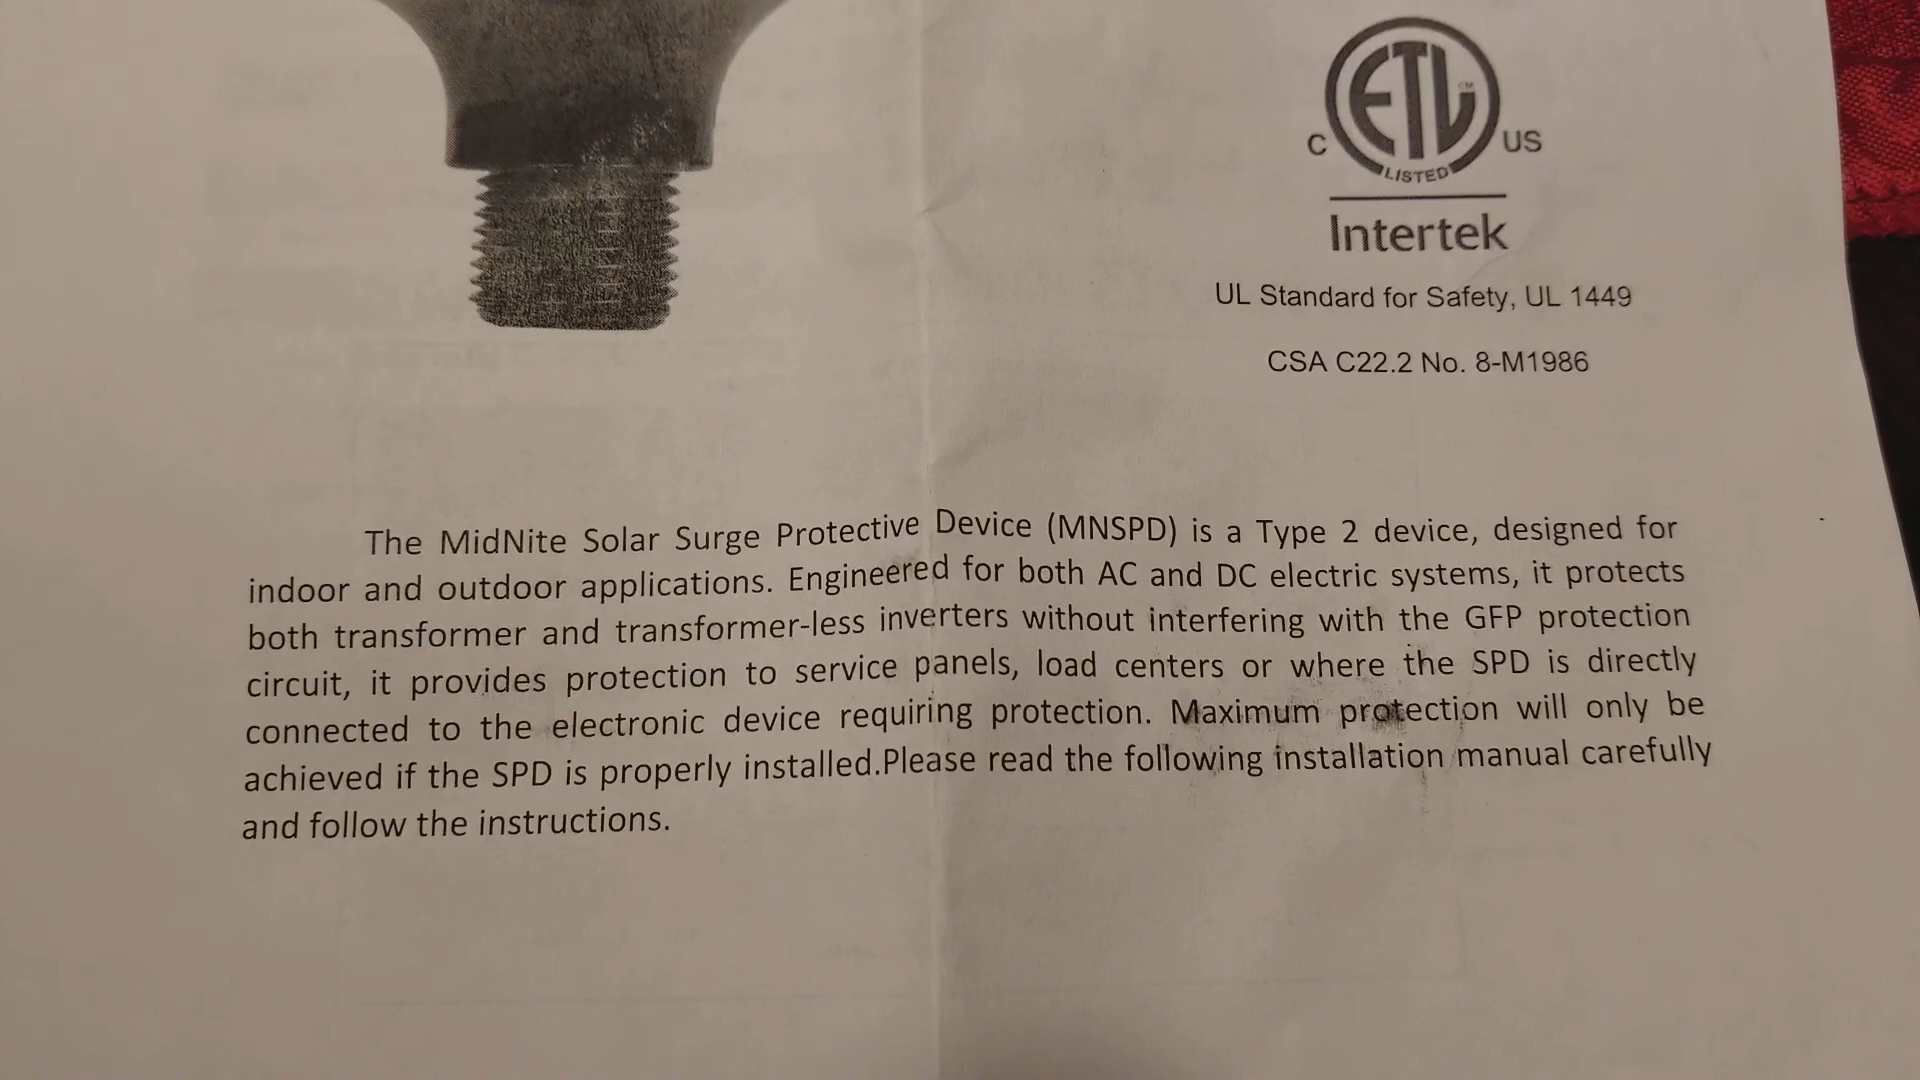 ETL CM
C US
LISTED
Intertek
UL Standard for Safety, UL 1449
CSA C22.2 No. 8-M1986
The MidNite Solar Surge Protective Device (MNSPD) is a Type 2 device, designed for
indoor and outdoor applications. Engineered for both AC and DC electric systems, it protects
both transformer and transformer-less inverters without interfering with the GFP protection
circuit, it provides protection to service panels, load centers or where the SPD is directly
connected to the electronic device requiring protection. Maximum protection will only be
achieved if the SPD is properly installed.Please read the following installation manual carefully
and follow the instructions.